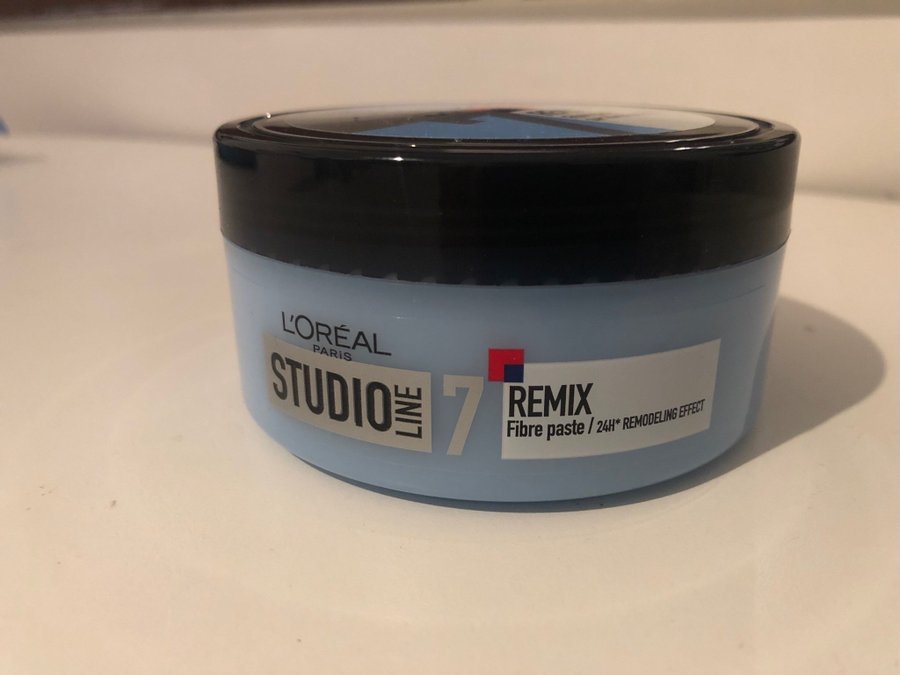 L'ORÉAL
PARIS
STUDIO
LINE
7
REMIX
Fibre paste / 24H* REMODELING EFFECT